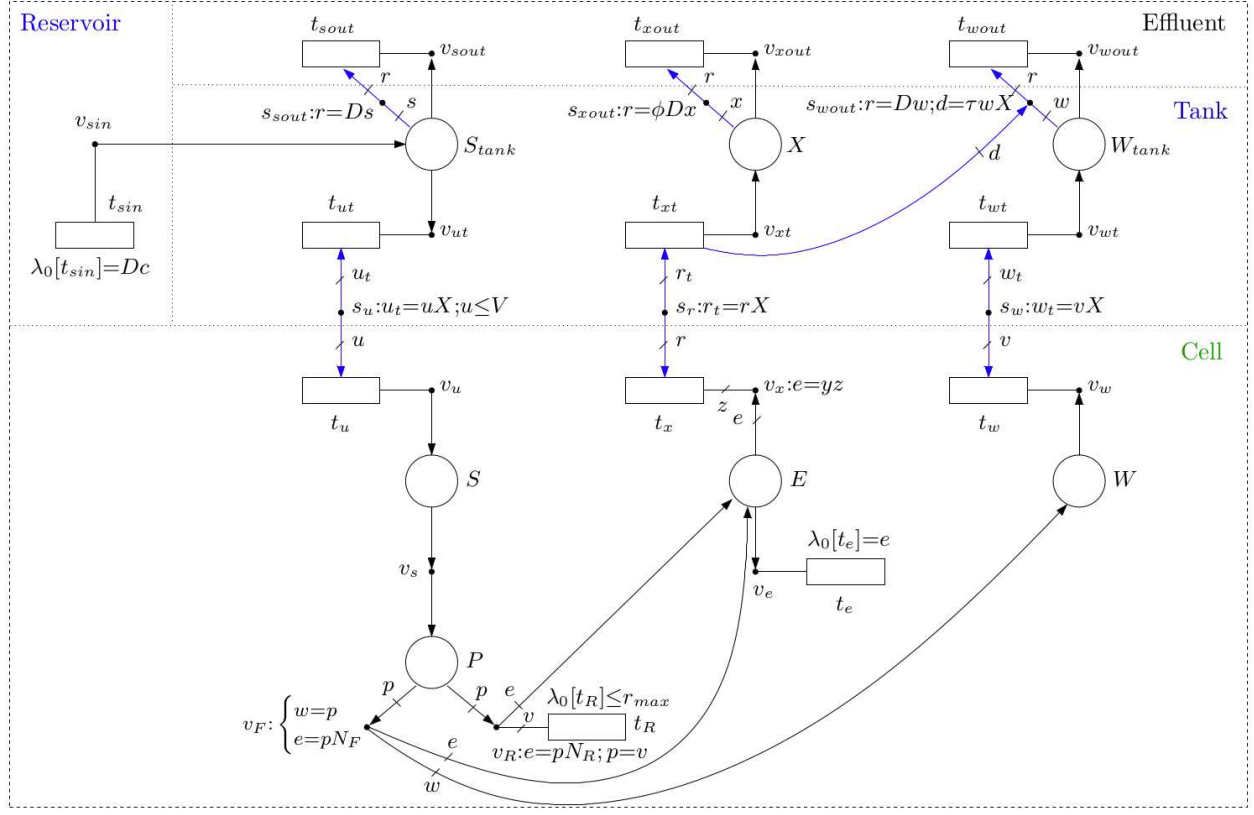 Reservoir
Effluent
t_sout
v_sout
t_xout
v_xout
t_wout
v_wout
r
r
r
s_sout:r=Ds
s
s_xout:r=ϕDx
x
s_wout:r=Dw;d=τwX
w
Tank
v_sin
S_tank
X
W_tank
d
t_sin
t_ut
t_xt
t_wt
v_ut
v_xt
v_wt
λ_0[t_sin]=Dc
u_t
r_t
w_t
s_u:u_t=uX;u≤V
s_r:r_t=rX
s_w:w_t=vX
u
r
v
Cell
v_u
z
v_x:e=yz
v_w
t_u
t_x
e
t_w
S
E
W
λ_0[t_e]=e
v_s
v_e
t_e
P
p
p
e
λ_0[t_R]≤r_max
v
t_R
v_F:{w=p
e=pN_F
v_R:e=pN_R;p=v
e
w